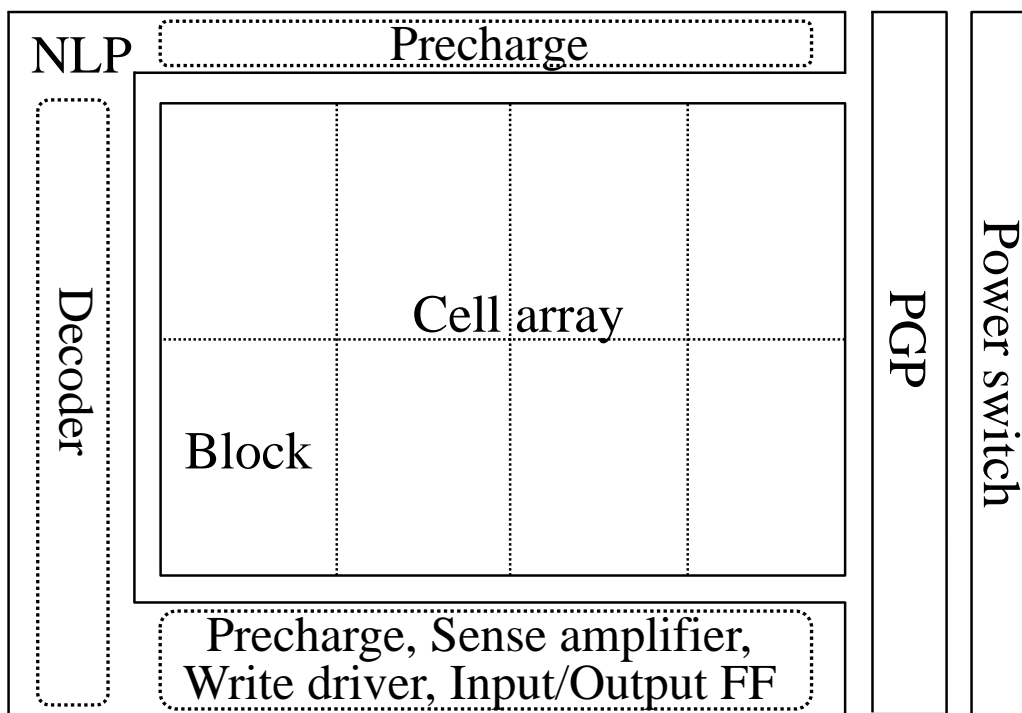 NLP
Precharge
Decoder
Cell array
Block
PGP
Power switch
Precharge, Sense amplifier,
Write driver, Input/Output FF